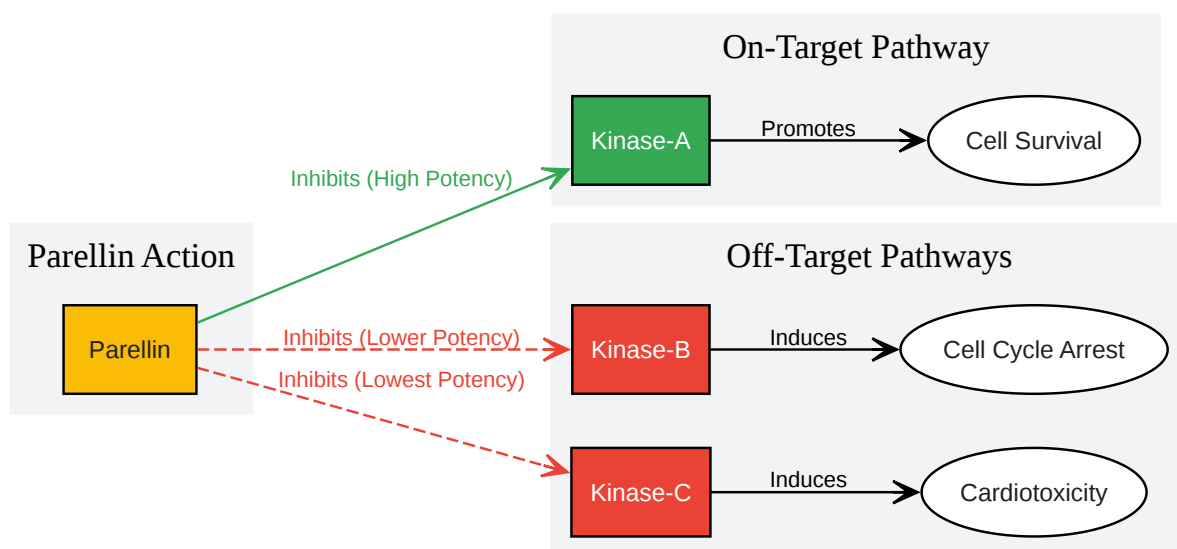 On-Target Pathway
Kinase-A
Promotes
Cell Survival
Inhibits (High Potency)
Parellin Action
Parellin
Off-Target Pathways
Inhibits (Lower Potency)
Kinase-B
Induces
Cell Cycle Arrest
Inhibits (Lowest Potency)
Kinase-C
Induces
Cardiotoxicity